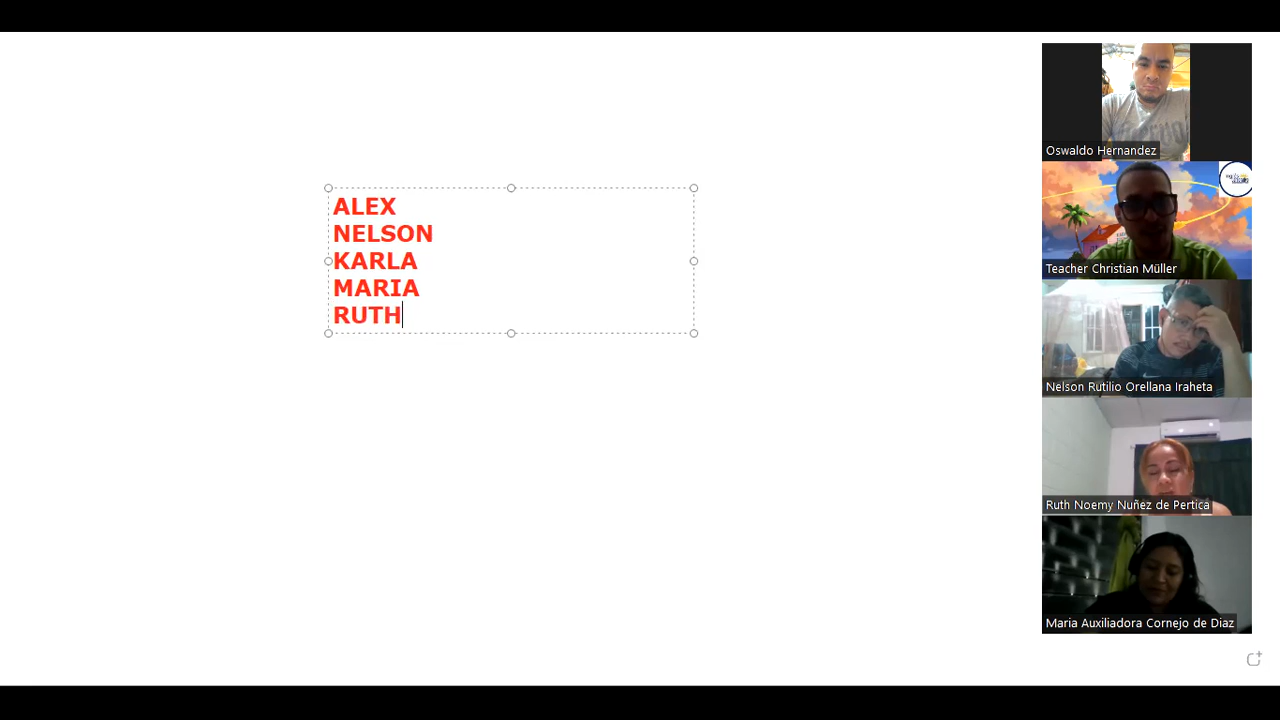 ALEX
NELSON
KARLA
MARIA
RUTH
Oswaldo Hernandez
Teacher Christian Müller
Nelson Rutilio Orellana Iraheta
Ruth Noemy Nuñez de Pertica
Maria Auxiliadora Cornejo de Diaz